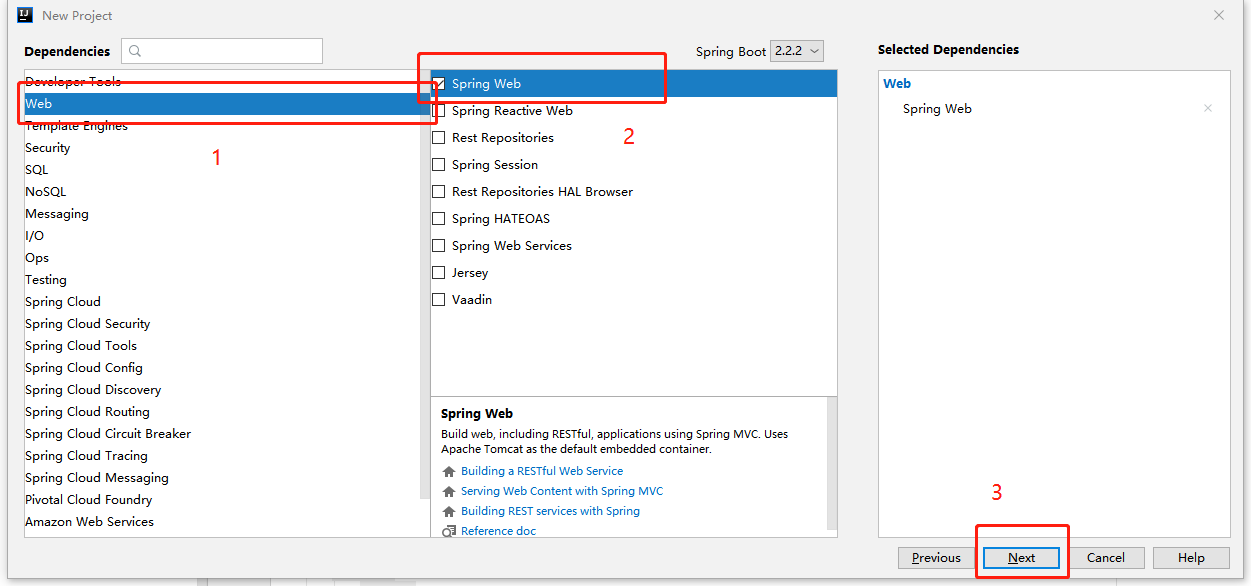 New Project
Dependencies
Spring Boot 2.2.2
Selected Dependencies
Developer Tools
Web
Template Engines
Security
SQL
NoSQL
Messaging
I/O
Ops
Testing
Spring Cloud
Spring Cloud Security
Spring Cloud Tools
Spring Cloud Config
Spring Cloud Discovery
Spring Cloud Routing
Spring Cloud Circuit Breaker
Spring Cloud Tracing
Spring Cloud Messaging
Pivotal Cloud Foundry
Amazon Web Services
1
Spring Web
Spring Reactive Web
Rest Repositories
Spring Session
Rest Repositories HAL Browser
Spring HATEOAS
Spring Web Services
Jersey
Vaadin
2
Spring Web
Build web, including RESTful, applications using Spring MVC. Uses
Apache Tomcat as the default embedded container.
Building a RESTful Web Service
Serving Web Content with Spring MVC
Building REST services with Spring
Reference doc
Web
Spring Web
3
Previous
Next
Cancel
Help